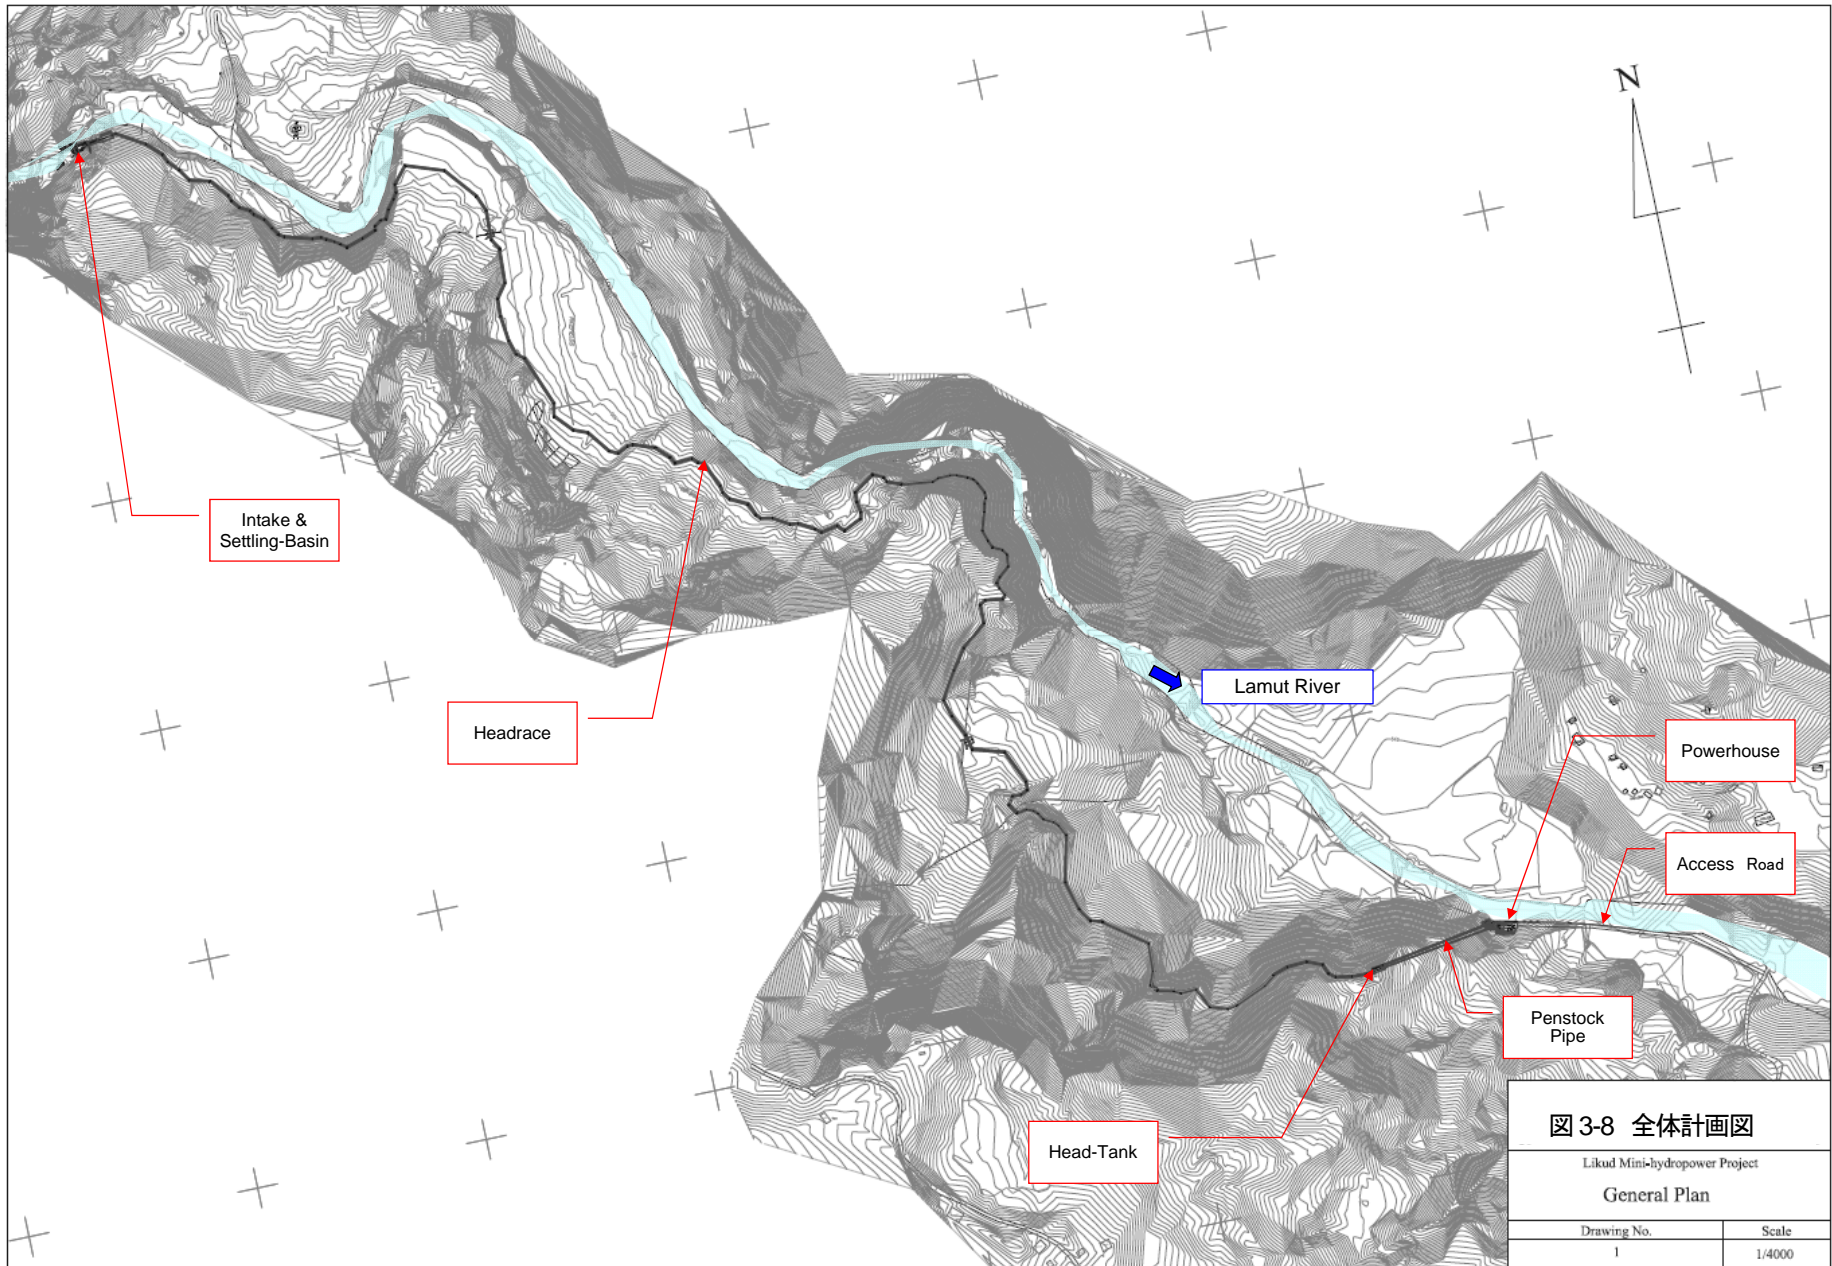 N
Intake &
Settling-Basin
Headrace
Lamut River
Powerhouse
Access Road
Penstock
Pipe
Head-Tank
図 3-8 全体計画図
Likud Mini-hydropower Project
General Plan
Drawing No.
Scale
1
1/4000